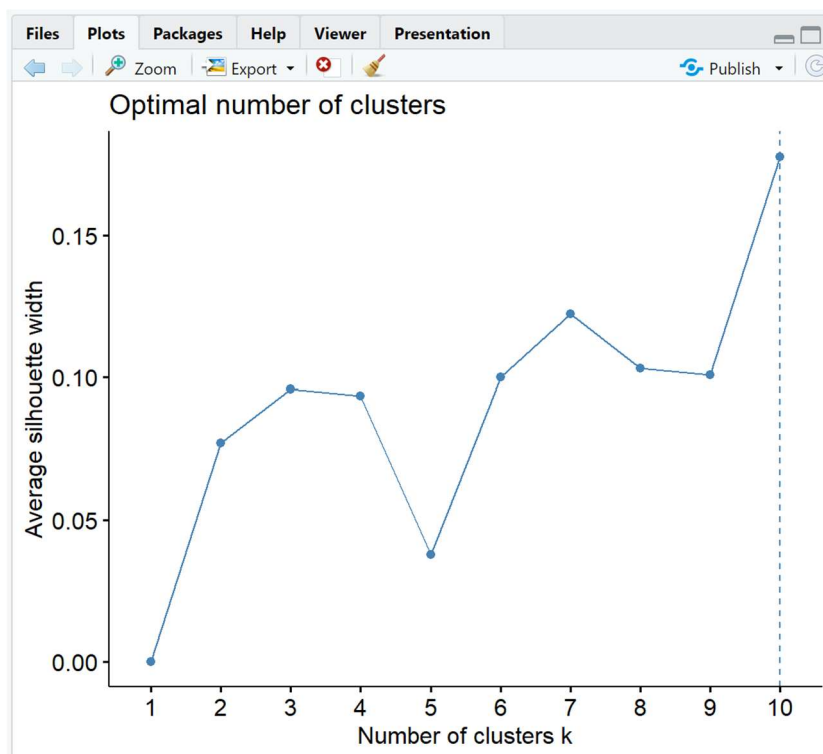 Files Plots Packages Help Viewer Presentation
Zoom Export Publish
Optimal number of clusters
Average silhouette width
0.15
0.10
0.05
0.00
1 2 3 4 5 6 7 8 9 10
Number of clusters k